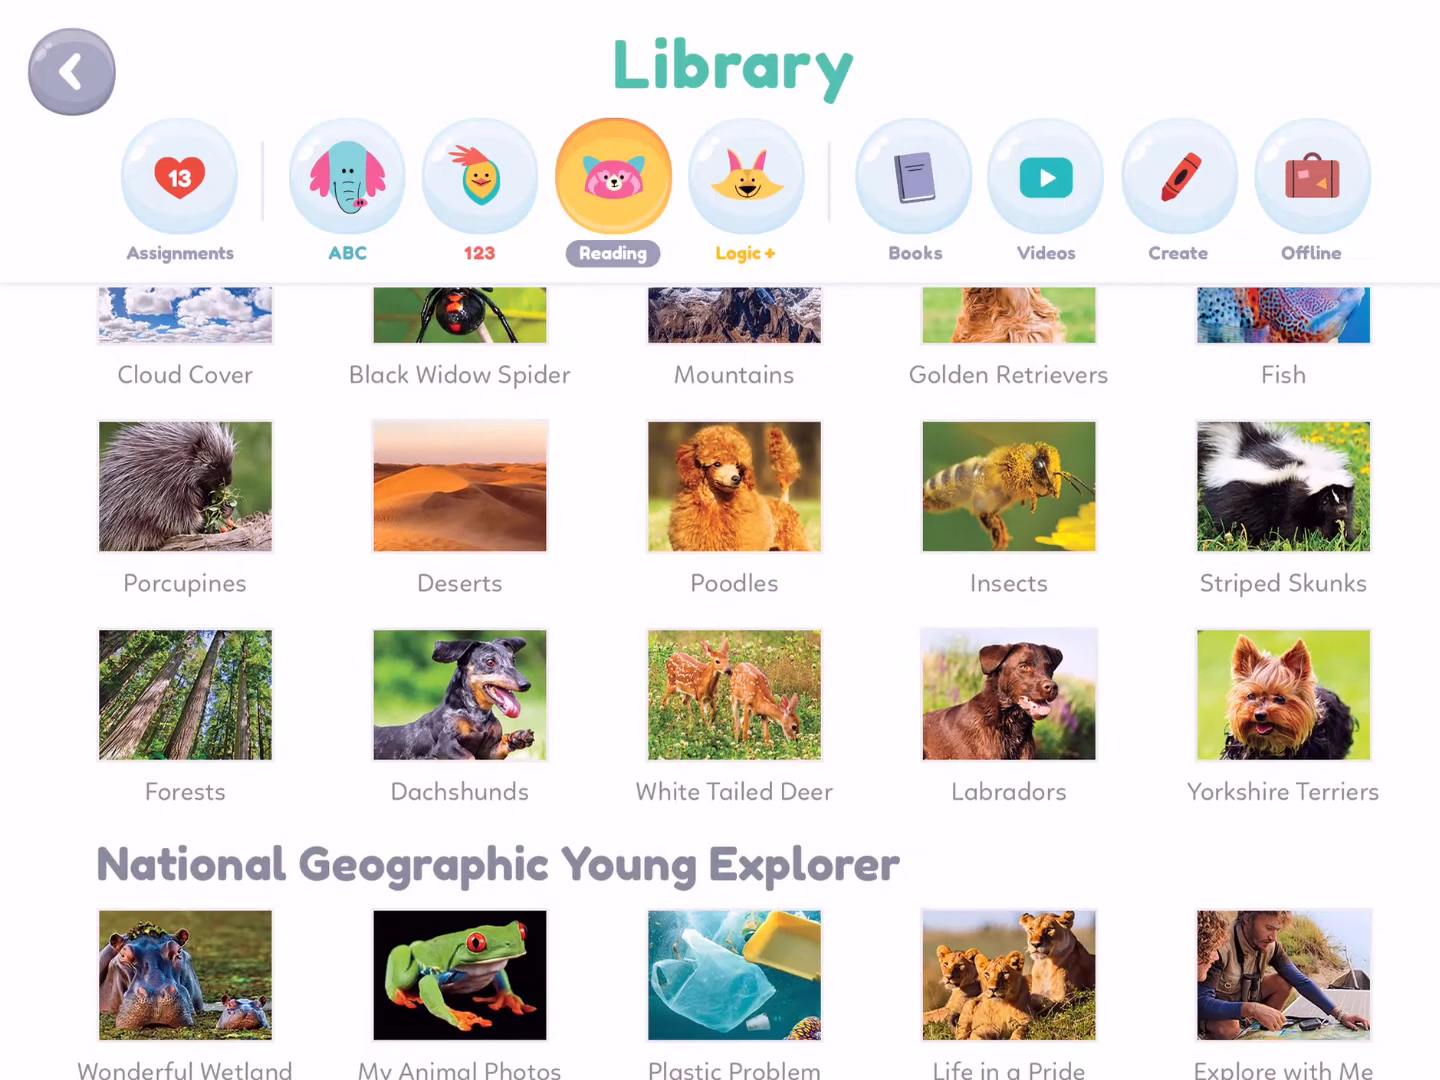 Library
13
Assignments
ABC
123
Reading
Logic +
Books
Videos
Create
Offline
Cloud Cover
Black Widow Spider
Mountains
Golden Retrievers
Fish
Porcupines
Deserts
Poodles
Insects
Striped Skunks
Forests
Dachshunds
White Tailed Deer
Labradors
Yorkshire Terriers
National Geographic Young Explorer
Wonderful Wetland
My Animal Photos
Plastic Problem
Life in a Pride
Explore with Me